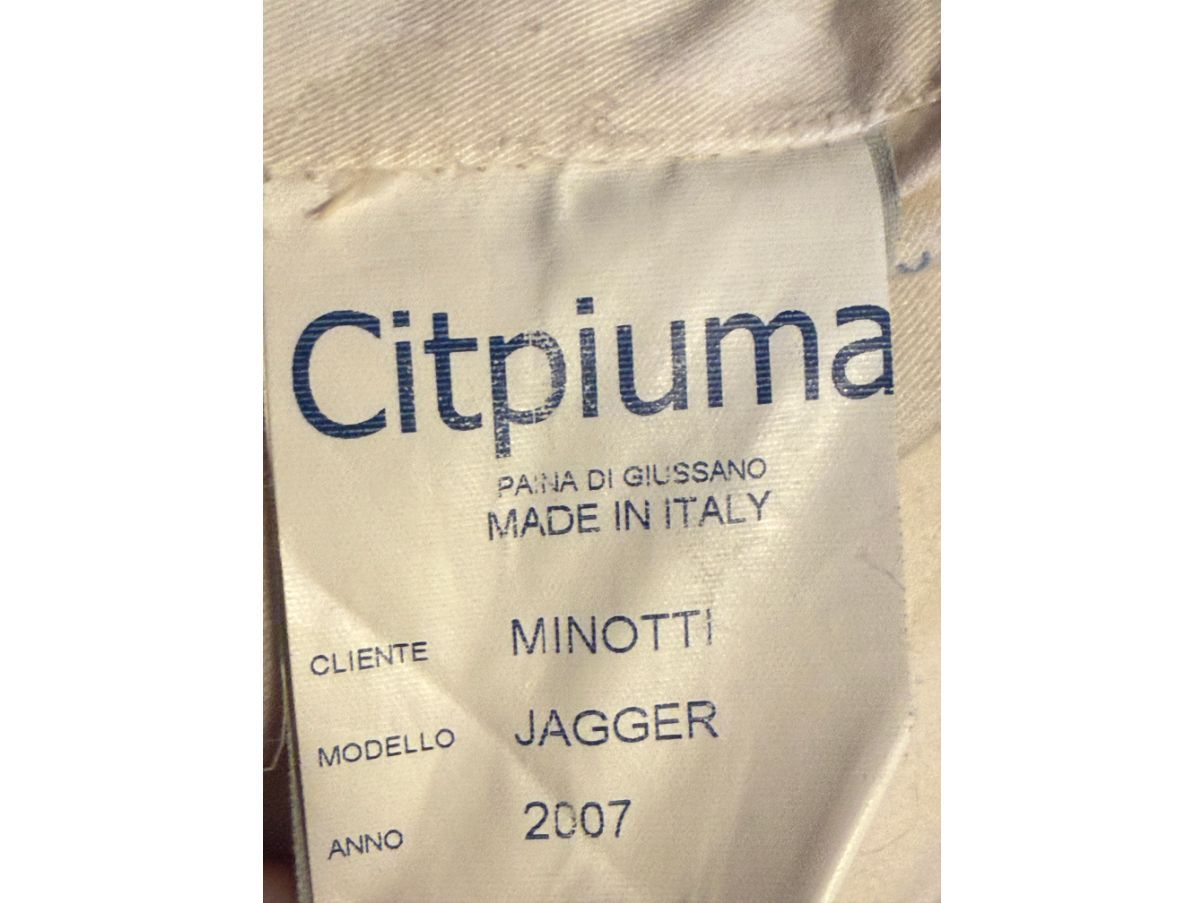 Citpiuma
PAINA DI GIUSSANO
MADE IN ITALY
CLIENTE MINOTTI
MODELLO JAGGER
ANNO 2007